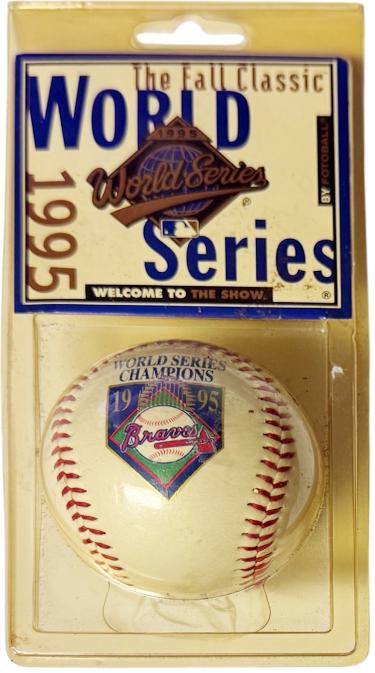 The Fall Classic
WORLD
1995
World Series
1995
BY FOTOBALL
Series
WELCOME TO THE SHOW.
WORLD SERIES
CHAMPIONS
19 95
Braves